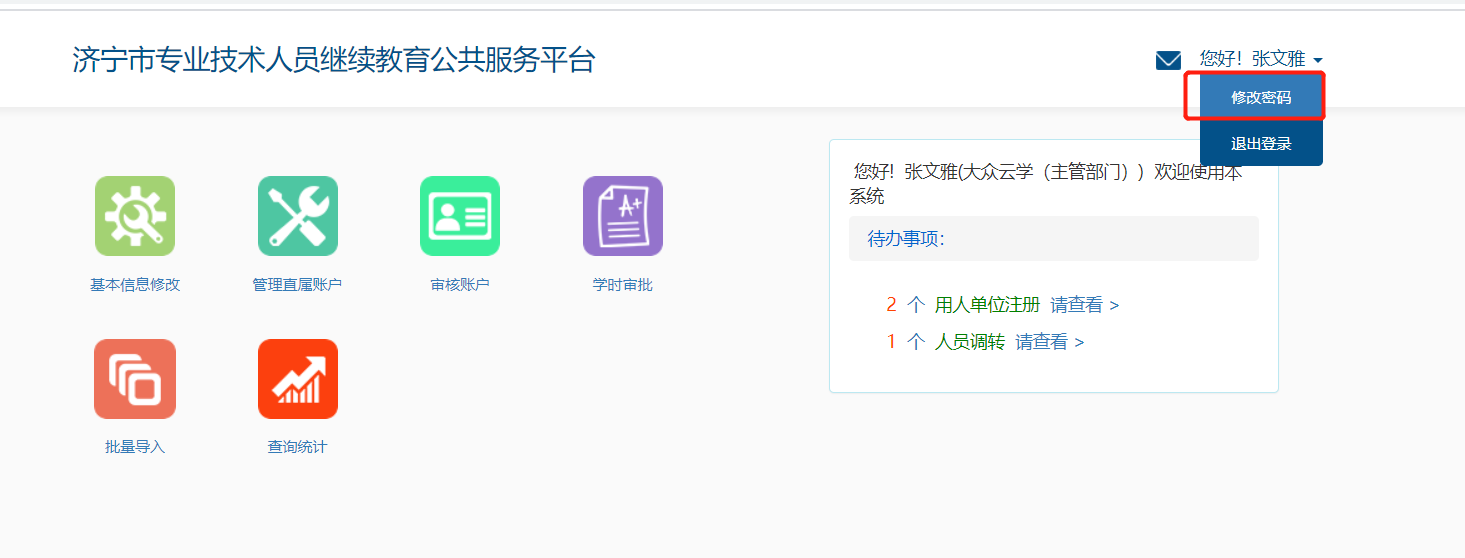 济宁市专业技术人员继续教育公共服务平台
您好！张文雅
修改密码
退出登录
您好! 张文雅(大众云学（主管部门）) 欢迎使用本
系统
待办事项:
2 个 用人单位注册 请查看 >
1 个 人员调转 请查看 >
基本信息修改
管理直属账户
审核账户
A+
学时审批
批量导入
查询统计